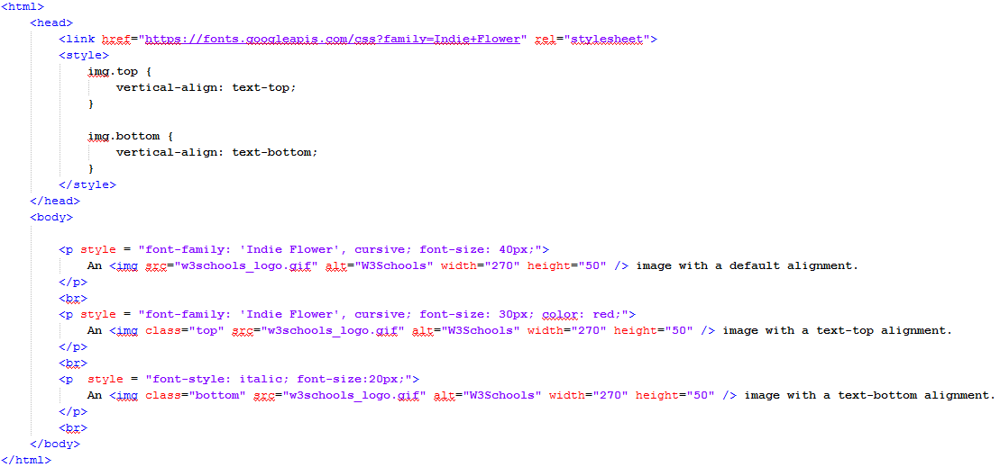 <html>
<head>
<link href="https://fonts.googleapis.com/css?family=Indie+Flower" rel="stylesheet">
<style>
img.top {
vertical-align: text-top;
}
img.bottom {
vertical-align: text-bottom;
}
</style>
</head>
<body>
<p style = "font-family: 'Indie Flower', cursive; font-size: 40px;">
An <img src="w3schools_logo.gif" alt="W3Schools" width="270" height="50" /> image with a default alignment.
</p>
<br>
<p style = "font-family: 'Indie Flower', cursive; font-size: 30px; color: red;">
An <img class="top" src="w3schools_logo.gif" alt="W3Schools" width="270" height="50" /> image with a text-top alignment.
</p>
<br>
<p  style = "font-style: italic; font-size:20px;">
An <img class="bottom" src="w3schools_logo.gif" alt="W3Schools" width="270" height="50" /> image with a text-bottom alignment.
</p>
<br>
</body>
</html>